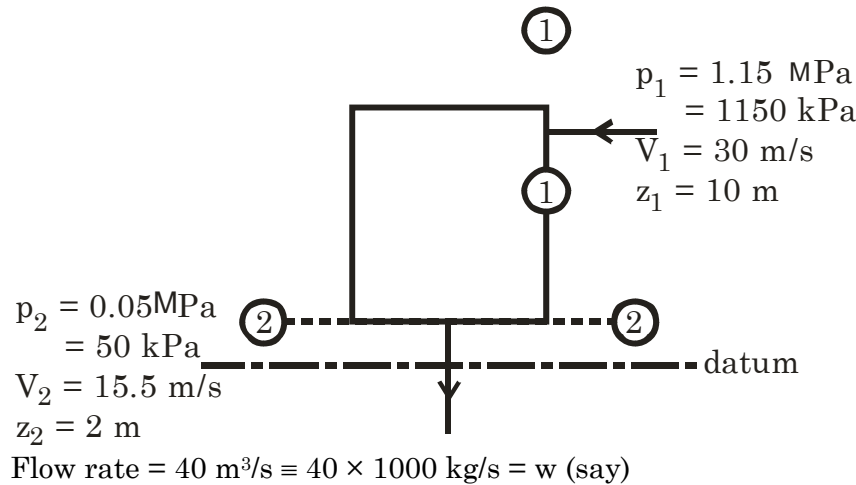 1
p₁ = 1.15 MPa
= 1150 kPa
V₁ = 30 m/s
1
z₁ = 10 m
p₂ = 0.05MPa
2
2
= 50 kPa
datum
V₂ = 15.5 m/s
z₂ = 2 m
Flow rate = 40 m³/s ≡ 40 × 1000 kg/s = w (say)